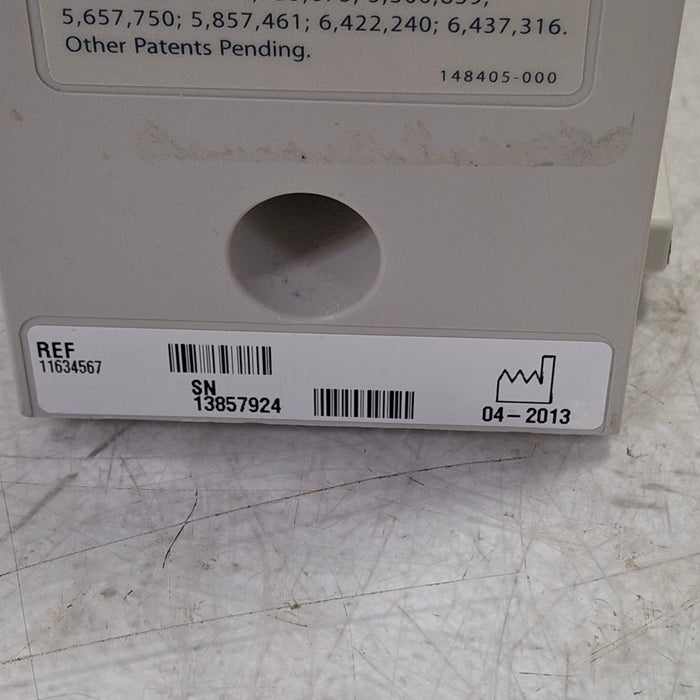 5,657,750; 5,857,461; 6,422,240; 6,437,316.
Other Patents Pending.
148405-000
REF
11634567
SN
13857924
04-2013